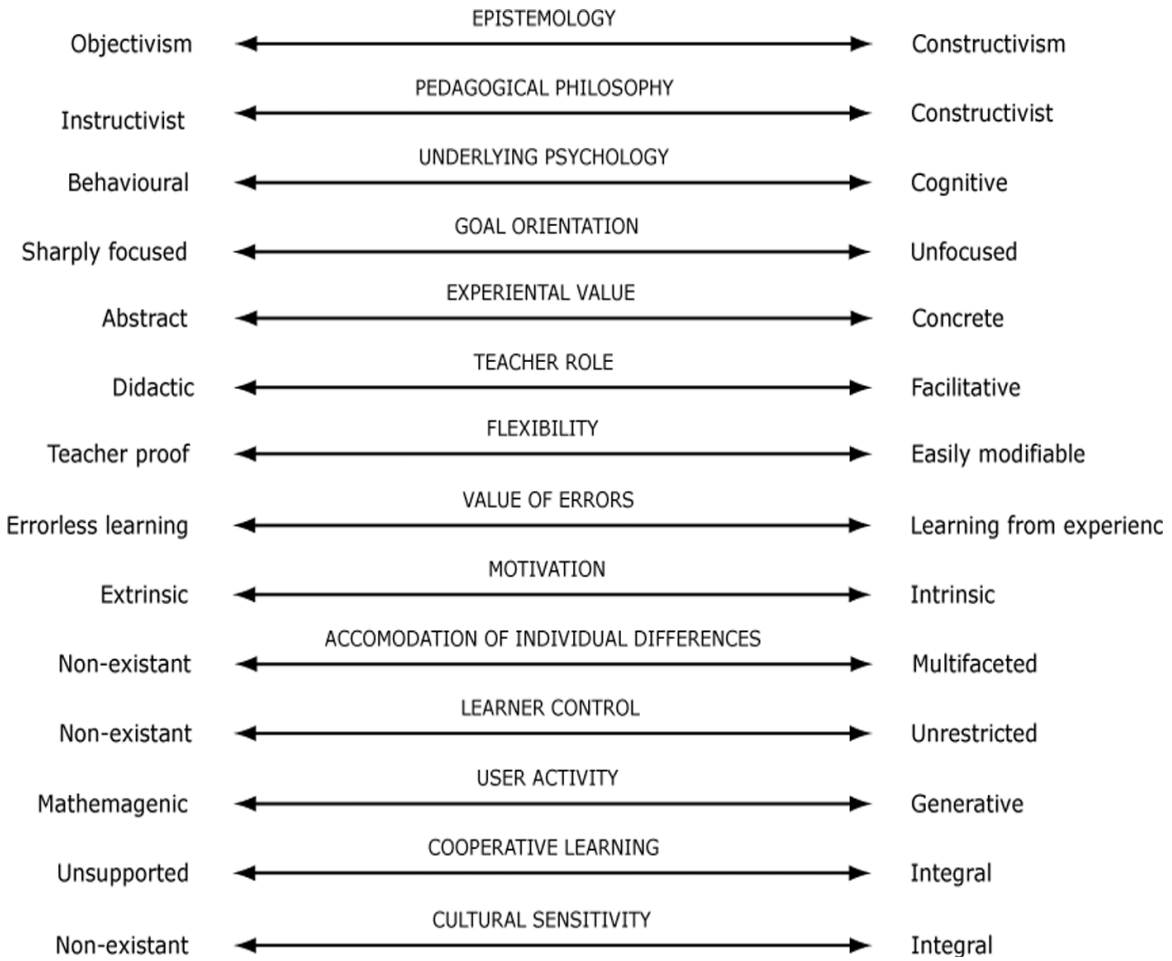 EPISTEMOLOGY
Objectivism Constructivism
PEDAGOGICAL PHILOSOPHY
Instructivist Constructivist
UNDERLYING PSYCHOLOGY
Behavioural Cognitive
GOAL ORIENTATION
Sharply focused Unfocused
EXPERIENTAL VALUE
Abstract Concrete
TEACHER ROLE
Didactic Facilitative
FLEXIBILITY
Teacher proof Easily modifiable
VALUE OF ERRORS
Errorless learning Learning from experienc
MOTIVATION
Extrinsic Intrinsic
ACCOMODATION OF INDIVIDUAL DIFFERENCES
Non-existant Multifaceted
LEARNER CONTROL
Non-existant Unrestricted
USER ACTIVITY
Mathemagenic Generative
COOPERATIVE LEARNING
Unsupported Integral
CULTURAL SENSITIVITY
Non-existant Integral